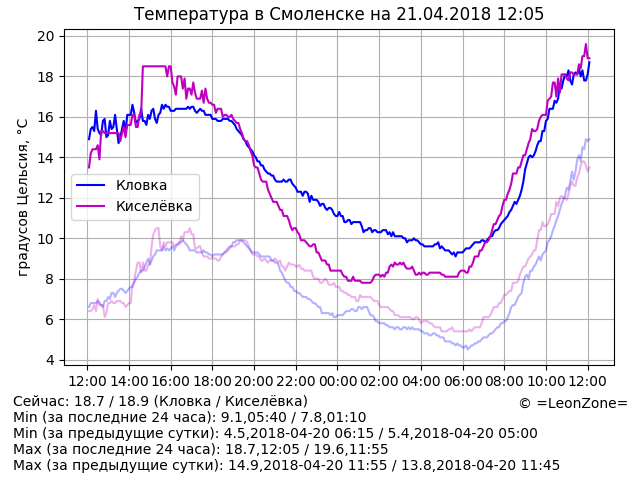 Температура в Смоленске на 21.04.2018 12:05
градусов Цельсия, °C
20
18
16
14
12
10
8
6
4
Кловка
Киселёвка
12:00 14:00 16:00 18:00 20:00 22:00 00:00 02:00 04:00 06:00 08:00 10:00 12:00
Сейчас: 18.7 / 18.9 (Кловка / Киселёвка)
© =LeonZone=
Min (за последние 24 часа): 9.1,05:40 / 7.8,01:10
Min (за предыдущие сутки): 4.5,2018-04-20 06:15 / 5.4,2018-04-20 05:00
Max (за последние 24 часа): 18.7,12:05 / 19.6,11:55
Max (за предыдущие сутки): 14.9,2018-04-20 11:55 / 13.8,2018-04-20 11:45